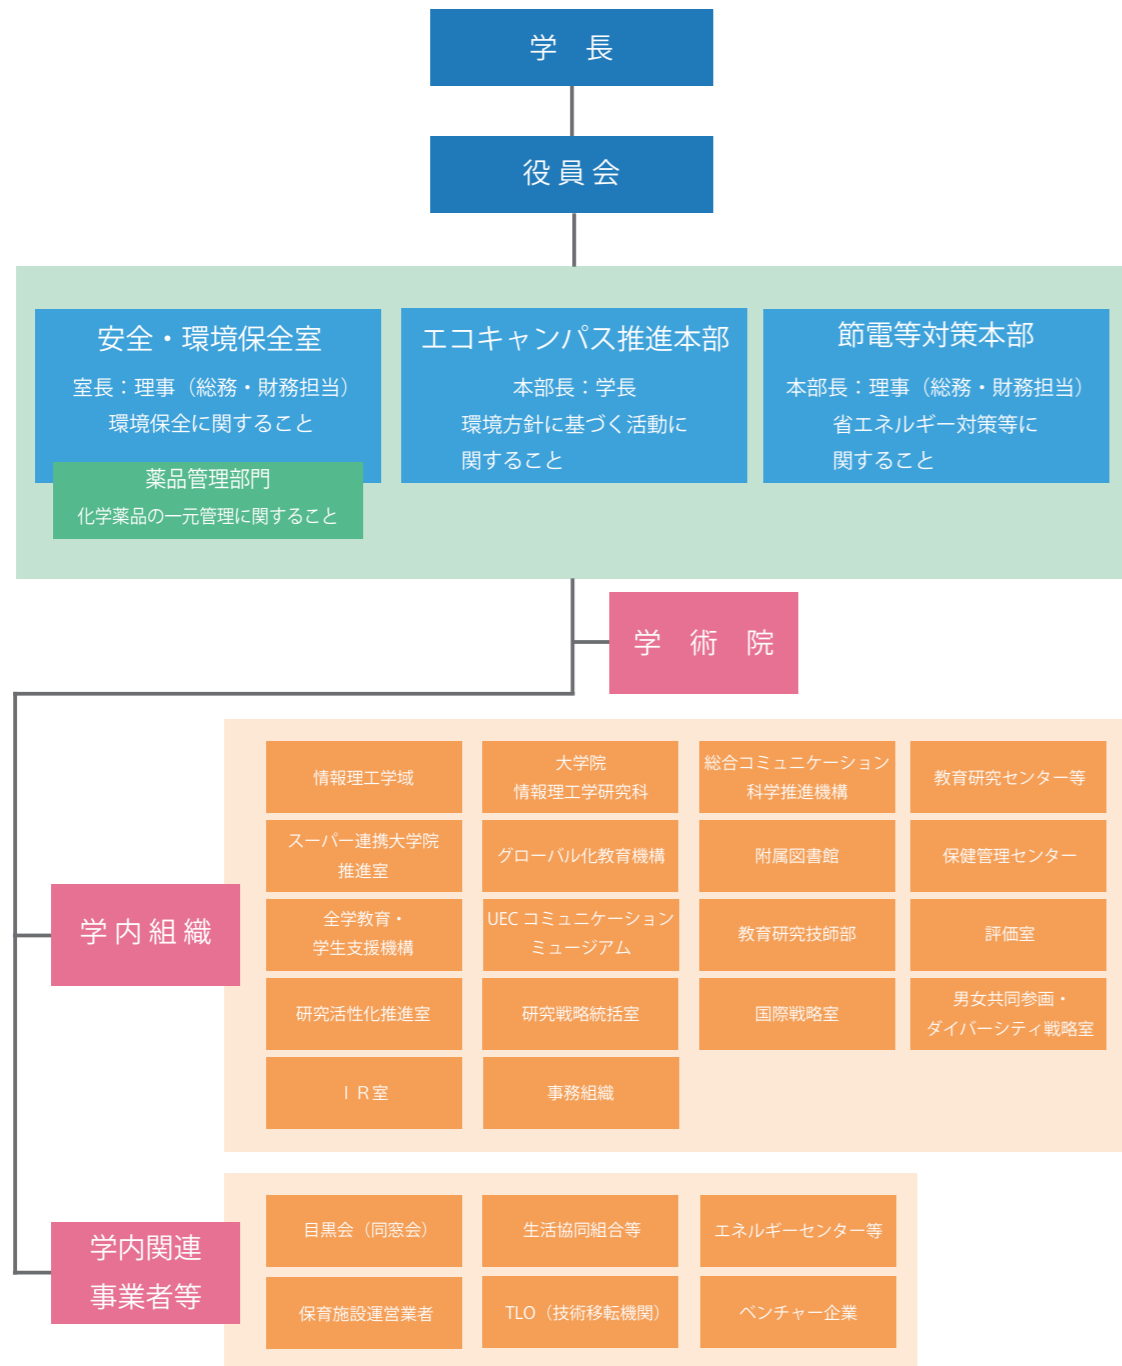 学　長
役員会
安全・環境保全室
室長：理事（総務・財務担当）
環境保全に関すること
薬品管理部門
化学薬品の一元管理に関すること
エコキャンパス推進本部
本部長：学長
環境方針に基づく活動に
関すること
節電等対策本部
本部長：理事（総務・財務担当）
省エネルギー対策等に
関すること
学　術　院
学内組織
情報理工学域
大学院
情報理工学研究科
総合コミュニケーション
科学推進機構
教育研究センター等
スーパー連携大学院
推進室
グローバル化教育機構
附属図書館
保健管理センター
全学教育・
学生支援機構
UEC コミュニケーション
ミュージアム
教育研究技師部
評価室
研究活性化推進室
研究戦略統括室
国際戦略室
男女共同参画・
ダイバーシティ戦略室
ＩＲ室
事務組織
学内関連
事業者等
目黒会（同窓会）
生活協同組合等
エネルギーセンター等
保育施設運営業者
TLO（技術移転機関）
ベンチャー企業